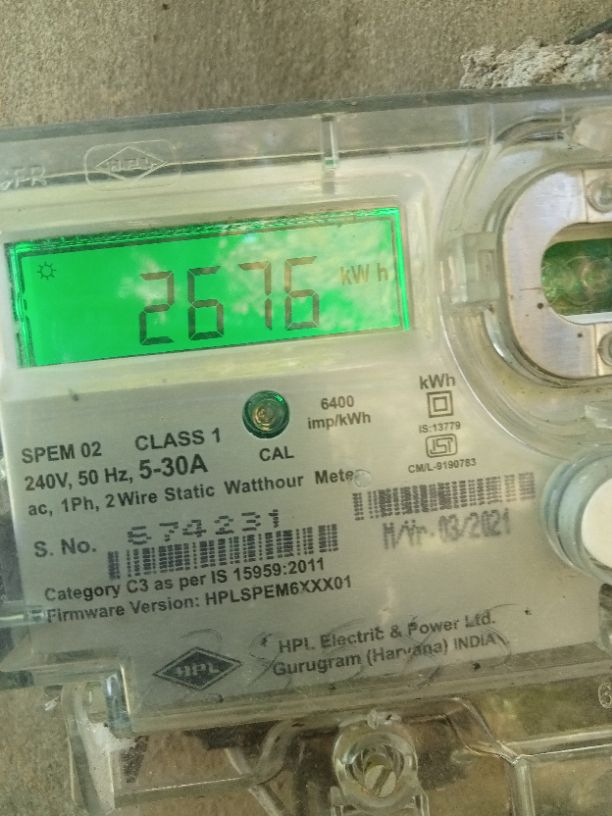 2676 kWh
6400
imp/kWh
kWh
IS:13779
CM/L-9190783
CAL
SPEM 02 CLASS 1
240V, 50 Hz, 5-30A
ac, 1Ph, 2 Wire Static Watthour Meter
S. No. 674231
M/Yr. 03/2021
Category C3 as per IS 15959:2011
Firmware Version: HPLSPEM6XXX01
HPL
HPL Electric & Power Ltd.
Gurugram (Haryana) INDIA